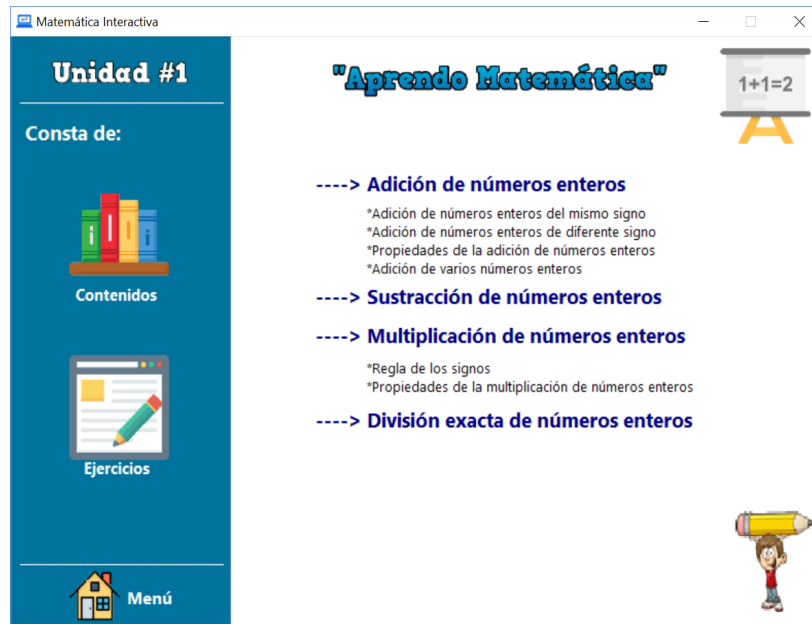 Matemática Interactiva
Unidad #1
Consta de:
Contenidos
Ejercicios
Menú
"Aprendo Matemática"
1+1=2
----> Adición de números enteros
*Adición de números enteros del mismo signo
*Adición de números enteros de diferente signo
*Propiedades de la adición de números enteros
*Adición de varios números enteros
----> Sustracción de números enteros
----> Multiplicación de números enteros
*Regla de los signos
*Propiedades de la multiplicación de números enteros
----> División exacta de números enteros